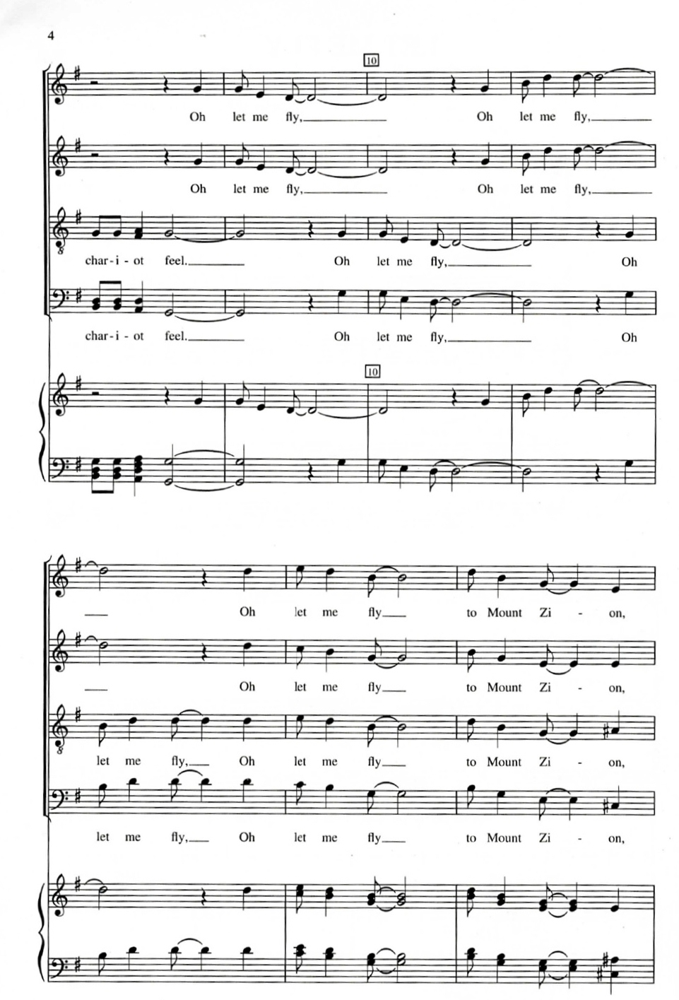 4
10
Oh let me fly, Oh let me fly,
Oh let me fly, Oh let me fly,
8
char - i - ot feel. Oh let me fly, Oh
char - i - ot feel. Oh let me fly, Oh
10
Oh let me fly to Mount Zi - on,
Oh let me fly to Mount Zi - on,
8
let me fly, Oh let me fly to Mount Zi - on,
let me fly, Oh let me fly to Mount Zi - on,